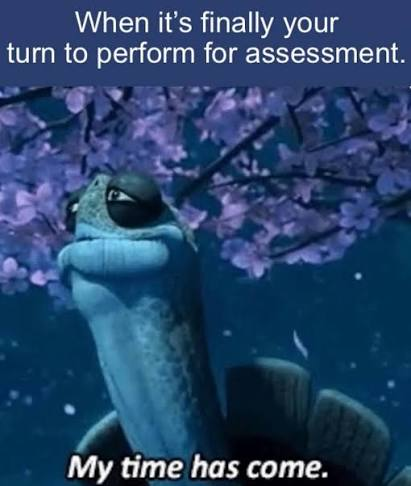 When it’s finally your
turn to perform for assessment.
My time has come.